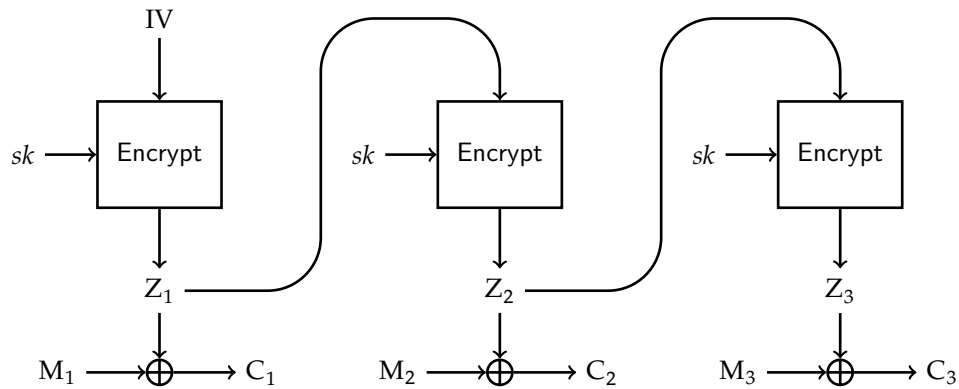 IV
sk Encrypt sk Encrypt sk Encrypt
Z₁ Z₂ Z₃
M₁ C₁ M₂ C₂ M₃ C₃